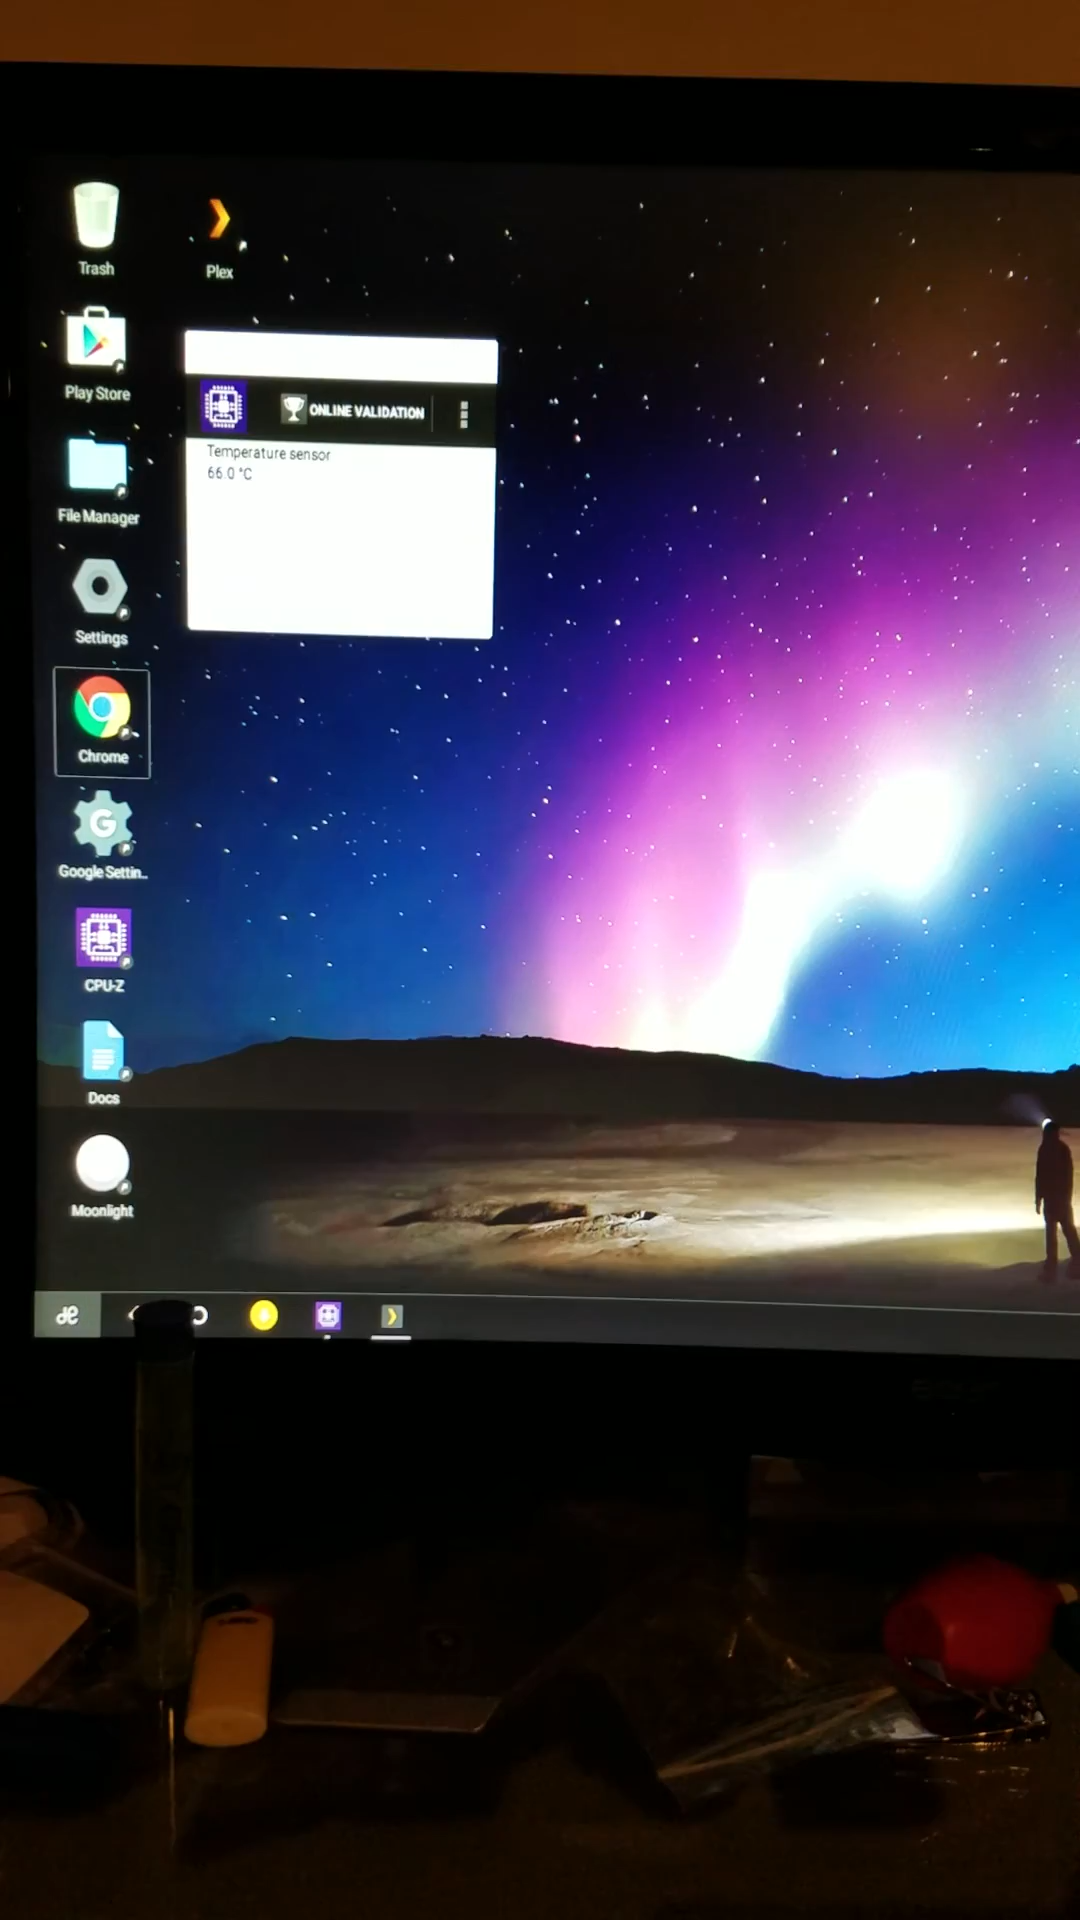 Trash
Plex
Play Store
ONLINE VALIDATION
Temperature sensor
66.0 °C
File Manager
Settings
Chrome
Google Settin..
CPU-Z
Docs
Moonlight